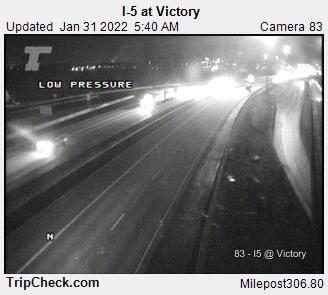 I-5 at Victory
Updated Jan 31 2022 5:40 AM Camera 83
T
LOW PRESSURE
N
83 - I5 @ Victory
TripCheck.com Milepost306.80